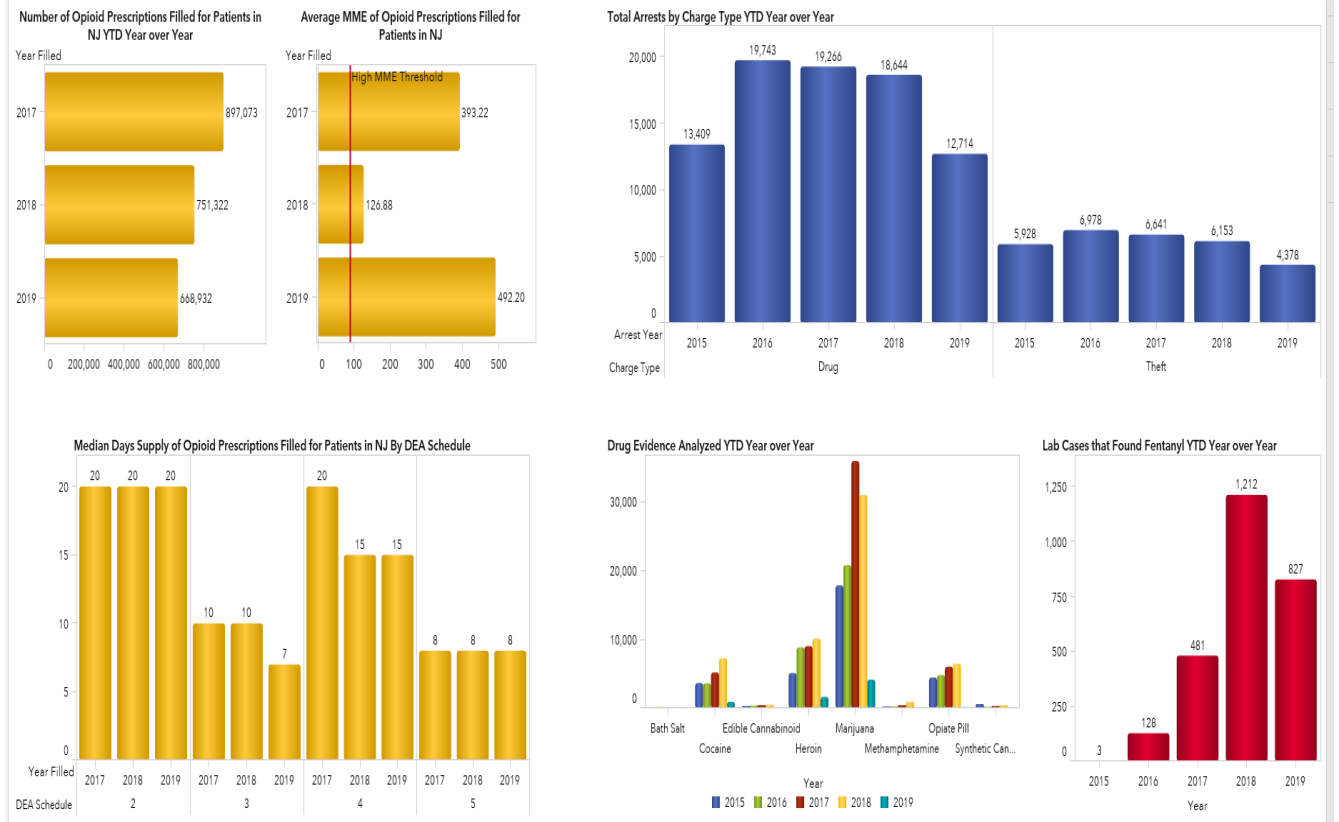 Number of Opioid Prescriptions Filled for Patients in
NJ YTD Year over Year
Year Filled
2017
897,073
2018
751,322
2019
668,932
0 200,000 400,000 600,000 800,000
Average MME of Opioid Prescriptions Filled for
Patients in NJ
Year Filled
High MME Threshold
2017
393.22
2018
126.88
2019
492.20
0 100 200 300 400 500
Total Arrests by Charge Type YTD Year over Year
20,000
15,000
10,000
5,000
0
13,409
19,743
19,266
18,644
12,714
5,928
6,978
6,641
6,153
4,378
Arrest Year
2015 2016 2017 2018 2019 2015 2016 2017 2018 2019
Charge Type
Drug Theft
Median Days Supply of Opioid Prescriptions Filled for Patients in NJ By DEA Schedule
20
15
10
5
0
20 20 20
10 10 7
20 15 15
8 8 8
Year Filled
2017 2018 2019 2017 2018 2019 2017 2018 2019 2017 2018 2019
DEA Schedule
2 3 4 5
Drug Evidence Analyzed YTD Year over Year
30,000
20,000
10,000
0
Bath Salt Edible Cannabinoid Marijuana Opiate Pill
Cocaine Heroin Methamphetamine Synthetic Can...
Year
2015 2016 2017 2018 2019
Lab Cases that Found Fentanyl YTD Year over Year
1,250
1,000
750
500
250
0
3
128
481
1,212
827
2015 2016 2017 2018 2019
Year